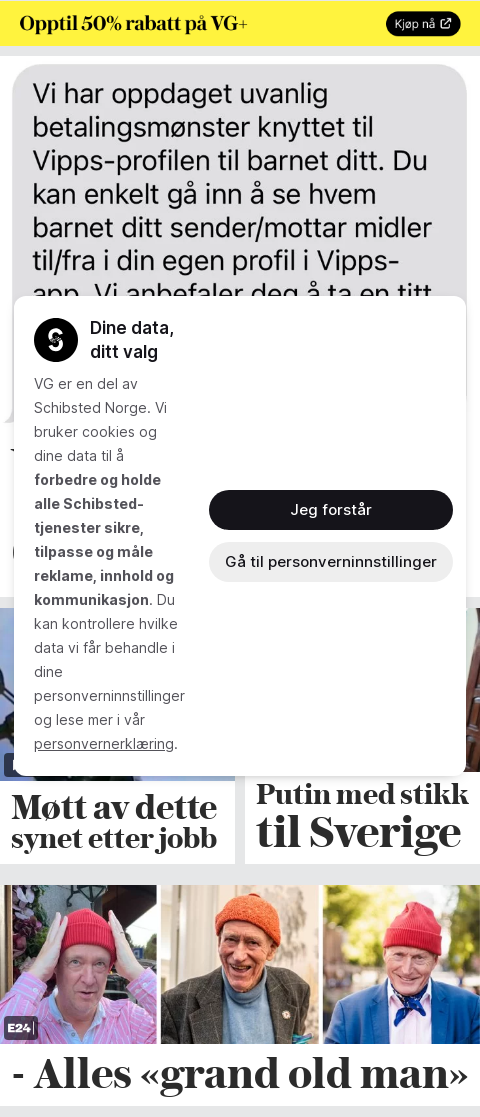 Opptil 50% rabatt på VG+
Kjøp nå
Vi har oppdaget uvanlig
betalingsmønster knyttet til
Vipps-profilen til barnet ditt. Du
kan enkelt gå inn å se hvem
barnet ditt sender/mottar midler
til/fra i din egen profil i Vipps-
app. Vi anbefaler deg å ta en titt
Dine data,
ditt valg
VG er en del av
Schibsted Norge. Vi
bruker cookies og
dine data til å
forbedre og holde
alle Schibsted-
tjenester sikre,
tilpasse og måle
reklame, innhold og
kommunikasjon. Du
kan kontrollere hvilke
data vi får behandle i
dine
personverninnstillinger
og lese mer i vår
personvernerklæring.
Jeg forstår
Gå til personverninnstillinger
Møtt av dette
synet etter jobb
Putin med stikk
til Sverige
E24
- Alles «grand old man»